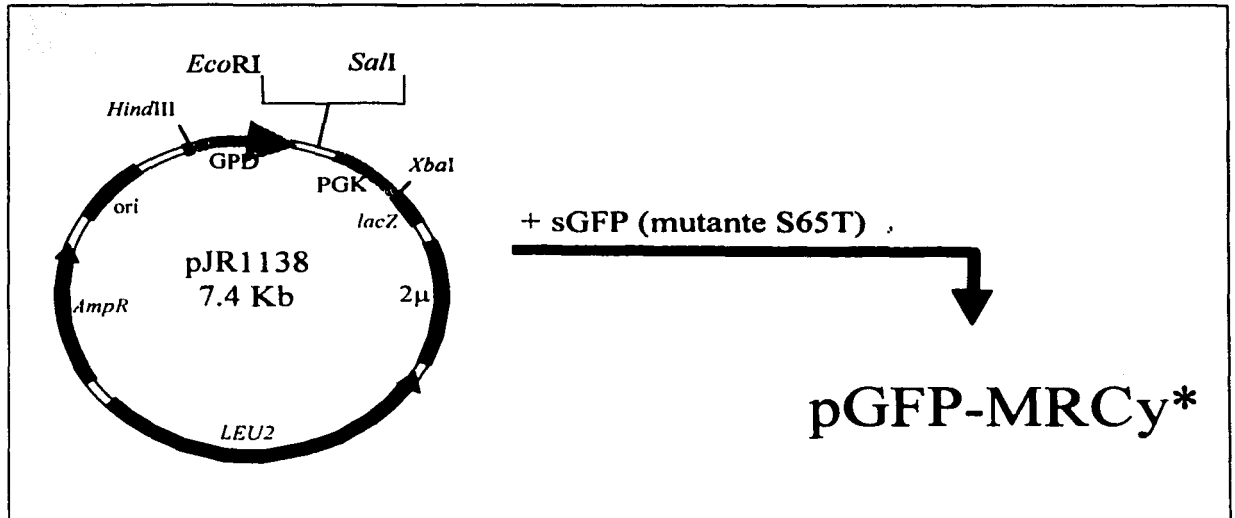 EcoRI SalI
HindIII
GPD
XbaI
PGK
ori
lacZ
+ sGFP (mutante S65T)
pJR1138
7.4 Kb
2μ
AmpR
LEU2
pGFP-MRCy*